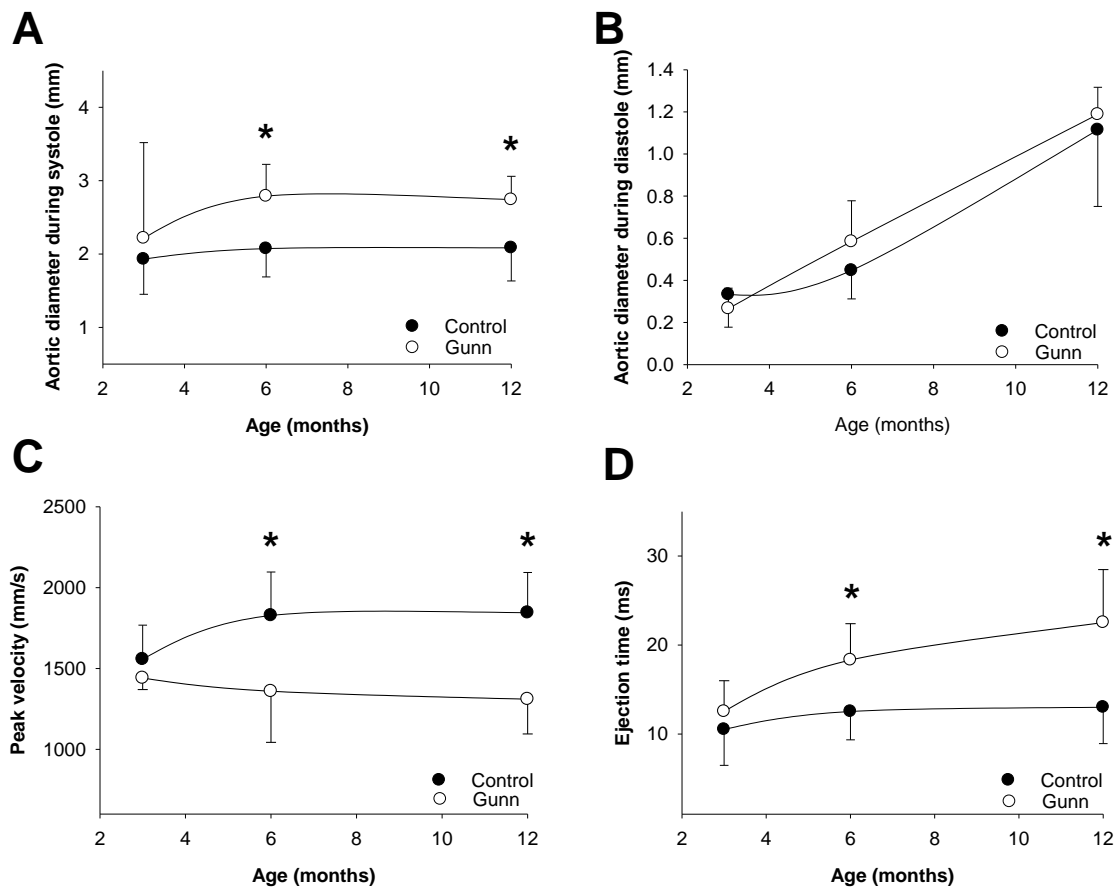 A
Aortic diameter during systole (mm)
4
3
2
1
*
*
Control
Gunn
2 4 6 8 10 12
Age (months)
B
Aortic diameter during diastole (mm)
1.4
1.2
1.0
0.8
0.6
0.4
0.2
0.0
Control
Gunn
2 4 6 8 10 12
Age (months)
C
Peak velocity (mm/s)
2500
2000
1500
1000
*
*
Control
Gunn
2 4 6 8 10 12
Age (months)
D
Ejection time (ms)
30
20
10
*
*
Control
Gunn
2 4 6 8 10 12
Age (months)